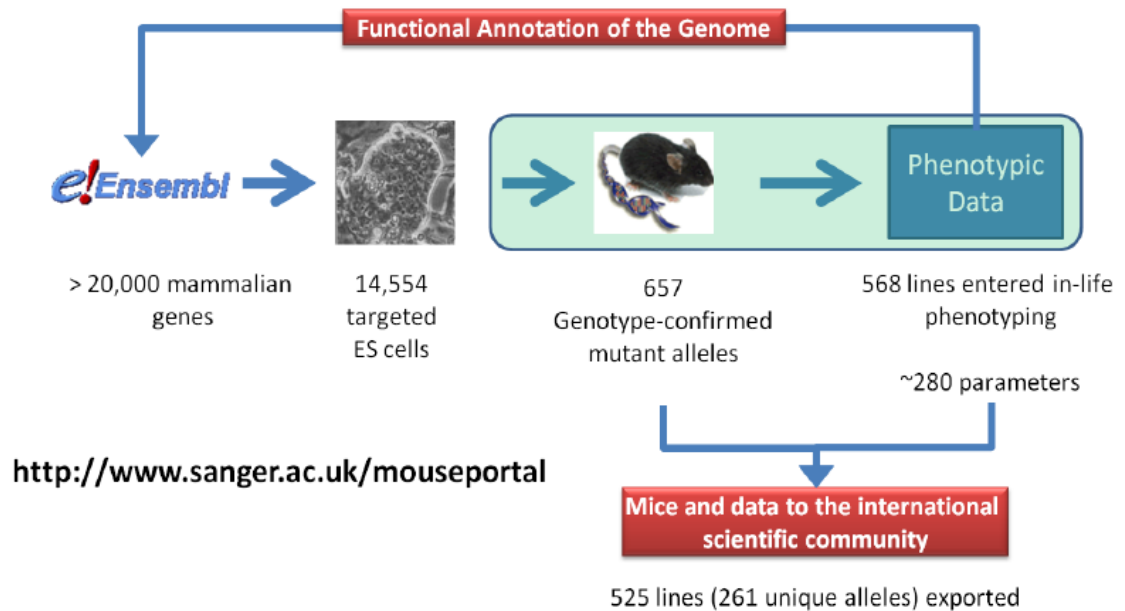 Functional Annotation of the Genome
e!Ensembl
Phenotypic
Data
> 20,000 mammalian
genes
14,554
targeted
ES cells
657
Genotype-confirmed
mutant alleles
568 lines entered in-life
phenotyping
~280 parameters
http://www.sanger.ac.uk/mouseportal
Mice and data to the international
scientific community
525 lines (261 unique alleles) exported